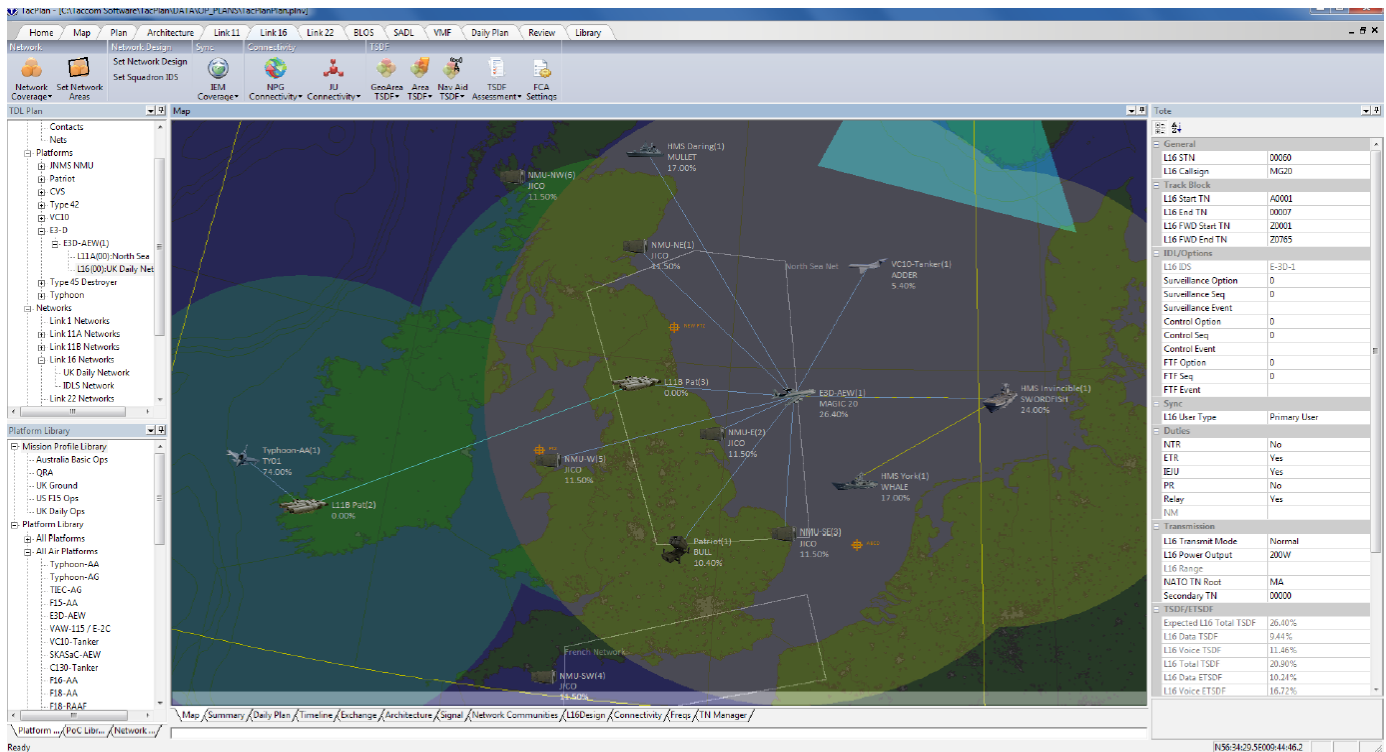 TacPlan - [C:\Taccom Software\TacPlan\DATA\OP_PLANS\TacPlanPlan.plnv]
Home Map Plan Architecture Link 11 Link 16 Link 22 BLOS SADL VMF Daily Plan Review Library
Network Network Design Sync Connectivity TSDF
Set Network Design
Set Squadron IDS
Network Coverage
Set Network Areas
IEM Coverage
NPG Connectivity
JU Connectivity
GeoArea TSDF
Area TSDF
Nav Aid TSDF
TSDF Assessment
FCA Settings
TDL Plan
Contacts
Nets
Platforms
JNMS NMU
Patriot
CVS
Type 42
VC10
E3-D
E3D-AEW(1)
L11A(00):North Sea
L16(00):UK Daily Net
Type 45 Destroyer
Typhoon
Networks
Link 1 Networks
Link 11A Networks
Link 11B Networks
Link 16 Networks
UK Daily Network
IDLS Network
Link 22 Networks
Platform Library
Mission Profile Library
Australia Basic Ops
QRA
UK Ground
US F15 Ops
UK Daily Ops
Platform Library
All Platforms
All Air Platforms
Typhoon-AA
Typhoon-AG
TIEC-AG
F15-AA
E3D-AEW
VAW-115 / E-2C
VC10-Tanker
SKASaC-AEW
C130-Tanker
F16-AA
F18-AA
F18-RAAF
Platform ... PoC Libr... Network ...
Map
HMS Daring(1)
MULLET
17.00%
NMU-NW(6)
JICO
11.50%
NMU-NE(1)
JICO
11.50%
North Sea Net
VC10-Tanker(1)
ADDER
5.40%
L11B Pat(3)
0.00%
E3D-AEW(1)
MAGIC 20
26.40%
HMS Invincible(1)
SWORDFISH
24.00%
NMU-E(2)
JICO
11.50%
Typhoon-AA(1)
TY01
74.00%
NMU-W(5)
JICO
11.50%
HMS York(1)
WHALE
17.00%
L11B Pat(2)
0.00%
NMU-SE(3)
JICO
11.50%
Patriot(1)
BULL
10.40%
French Network
NMU-SW(4)
JICO
11.50%
Map Summary Daily Plan Timeline Exchange Architecture Signal Network Communities L16Design Connectivity Freqs TN Manager
Tote
General
L16 STN 00060
L16 Callsign MG20
Track Block
L16 Start TN A0001
L16 End TN 00007
L16 FWD Start TN Z0001
L16 FWD End TN Z0765
IDL/Options
L16 IDS E-3D-1
Surveillance Option 0
Surveillance Seq 0
Surveillance Event
Control Option 0
Control Seq 0
Control Event
FTF Option 0
FTF Seq 0
FTF Event
Sync
L16 User Type Primary User
Duties
NTR No
ETR Yes
IEJU Yes
PR No
Relay Yes
NM
Transmission
L16 Transmit Mode Normal
L16 Power Output 200W
L16 Range
NATO TN Root MA
Secondary TN 00000
TSDF/ETSDF
Expected L16 Total TSDF 26.40%
L16 Data TSDF 9.44%
L16 Voice TSDF 11.46%
L16 Total TSDF 20.90%
L16 Data ETSDF 10.24%
L16 Voice ETSDF 16.72%
Ready
N56:34:29.5E009:44:46.2